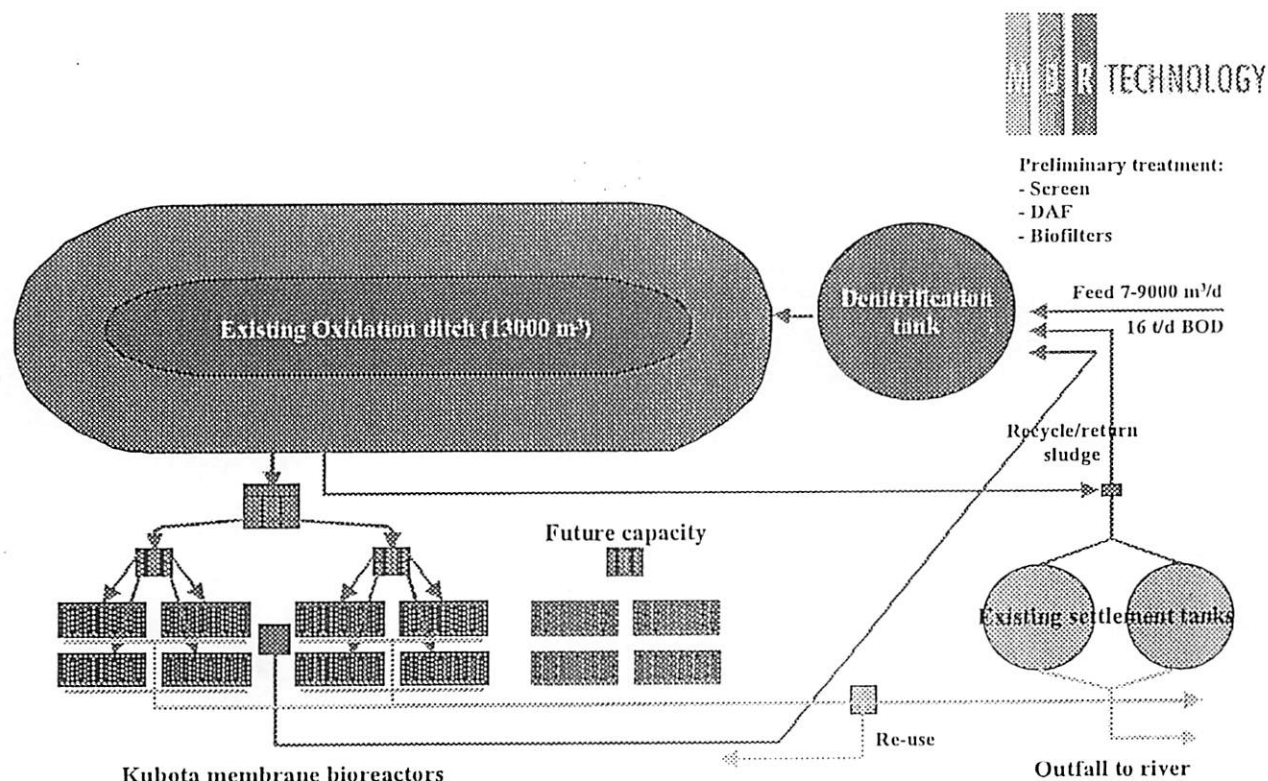 MBR TECHNOLOGY
Preliminary treatment:
- Screen
- DAF
- Biofilters
Denitrification
tank
Feed 7-9000 m³/d
16 t/d BOD
Existing Oxidation ditch (13000 m³)
Recycle/return
sludge
Future capacity
Existing settlement tanks
Re-use
Kubota membrane bioreactors
Outfall to river